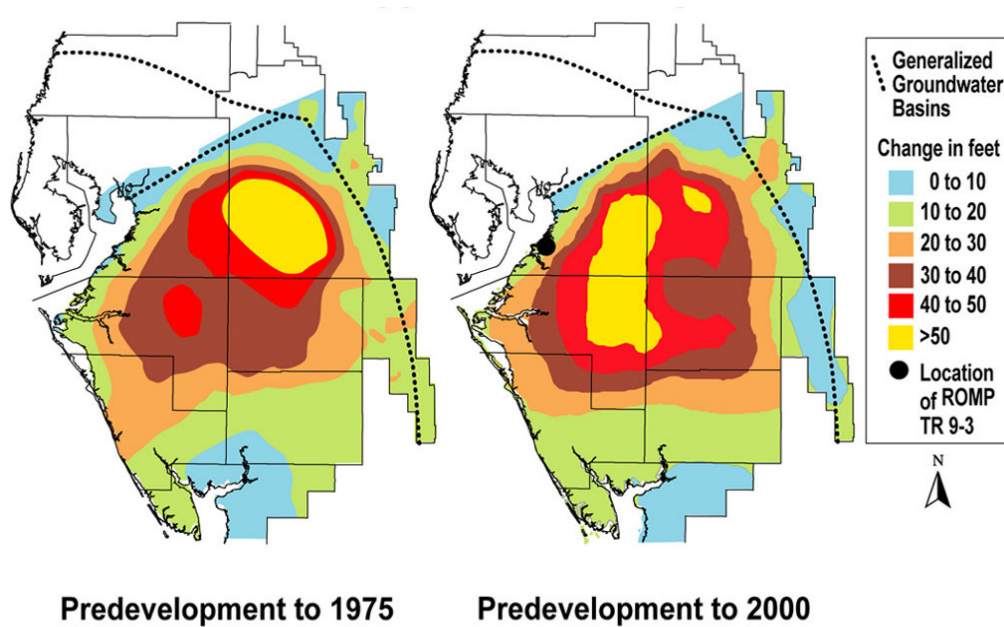 Generalized
Groundwater
Basins
Change in feet
0 to 10
10 to 20
20 to 30
30 to 40
40 to 50
>50
Location
of ROMP
TR 9-3
N
Predevelopment to 1975
Predevelopment to 2000